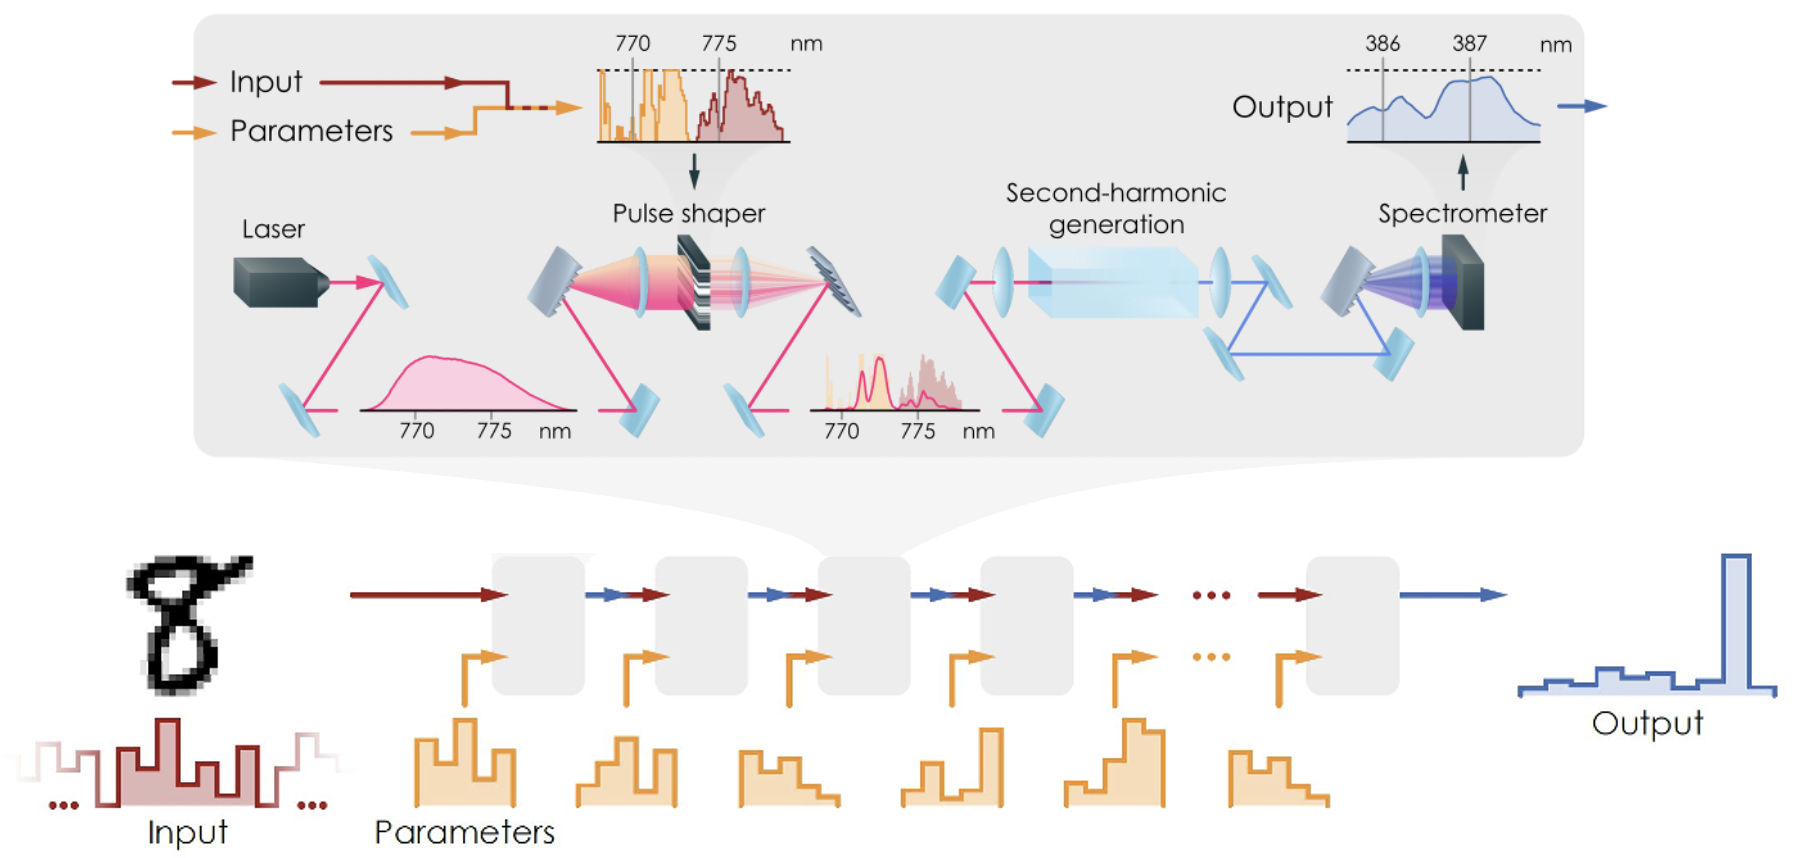 770 775 nm
386 387 nm
Input
Parameters
Output
Second-harmonic
generation
Pulse shaper
Spectrometer
Laser
770 775 nm
770 775 nm
Output
Input
Parameters